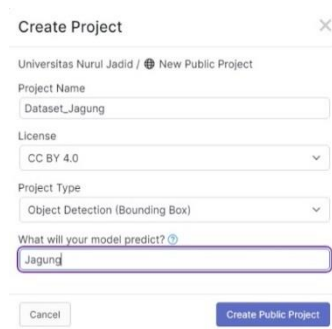 Create Project
Universitas Nurul Jadid / New Public Project
Project Name
Dataset_Jagung
License
CC BY 4.0
Project Type
Object Detection (Bounding Box)
What will your model predict?
Jagung
Cancel Create Public Project